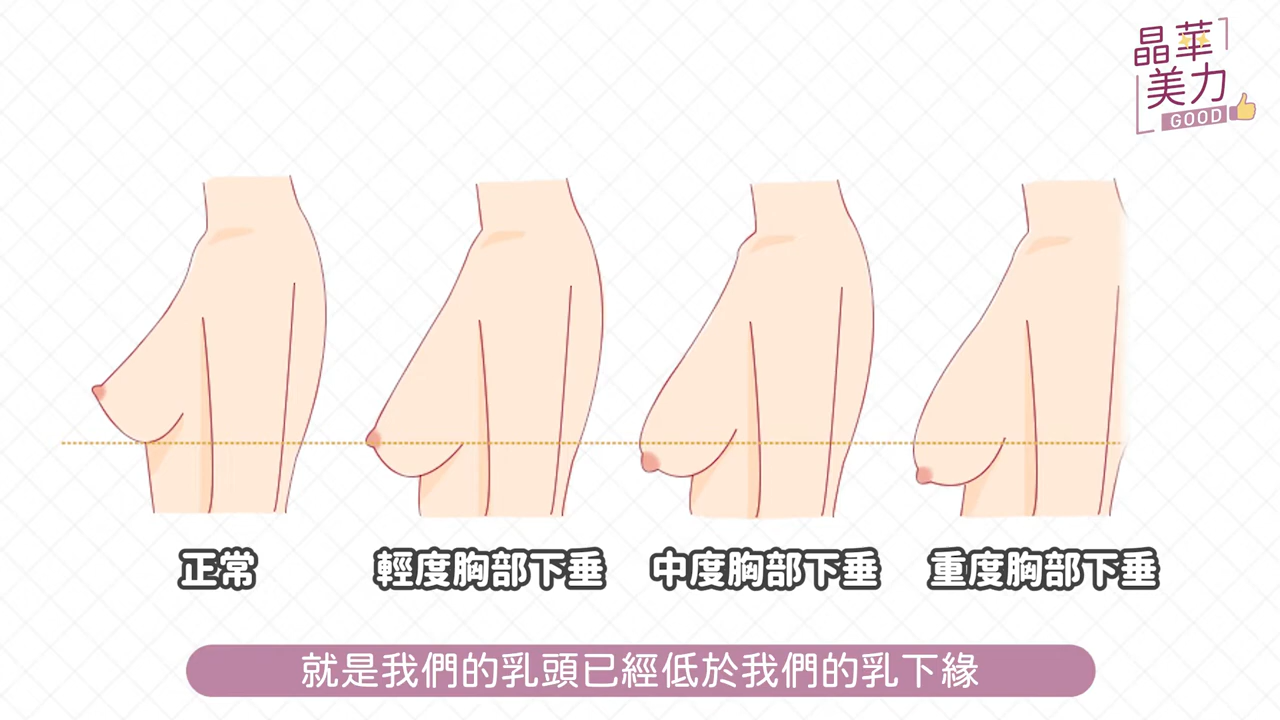 晶華
美力
GOOD
正常
輕度胸部下垂
中度胸部下垂
重度胸部下垂
就是我們的乳頭已經低於我們的乳下緣